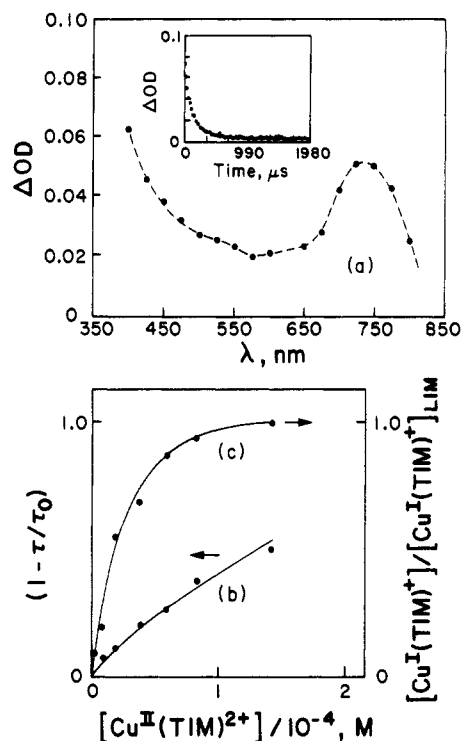 0.10
0.08
0.06
0.04
0.02
0
ΔOD
0.1
0
ΔOD
0 990 1980
Time, μs
(a)
350 450 550 650 750 850
λ, nm
1.0
0
(1 - τ/τ₀)
(c)
(b)
1.0
0
[Cuᴵ(TIM)⁺]/[Cuᴵ(TIM)⁺]LIM
0 1 2
[Cuᴵᴵ(TIM)²⁺]/10⁻⁴, M